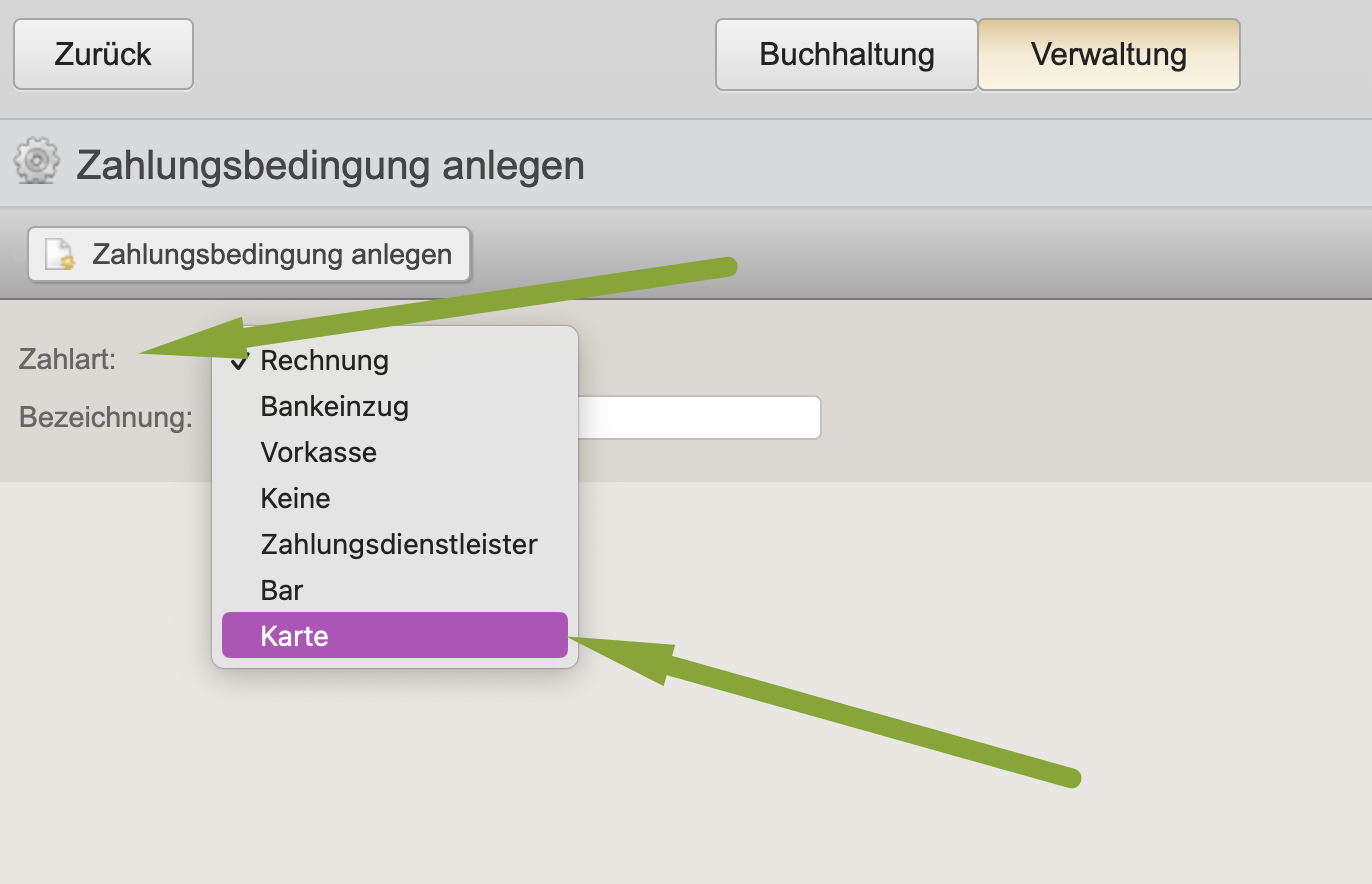 Zurück
Buchhaltung
Verwaltung
Zahlungsbedingung anlegen
Zahlungsbedingung anlegen
Zahlart:
Rechnung
Bezeichnung:
Bankeinzug
Vorkasse
Keine
Zahlungsdienstleister
Bar
Karte